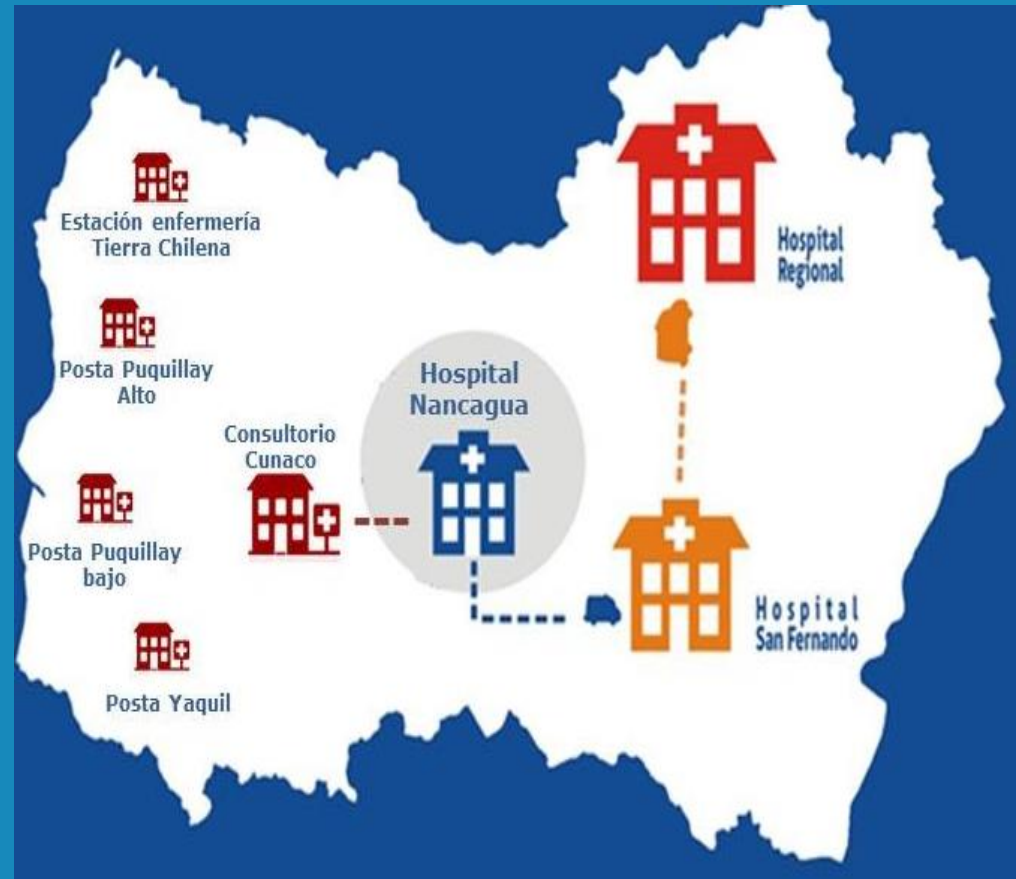 Estación enfermería
Tierra Chilena
Posta Puquillay
Alto
Posta Puquillay
bajo
Posta Yaquil
Consultorio
Cunaco
Hospital
Nancagua
Hospital
Regional
Hospital
San Fernando